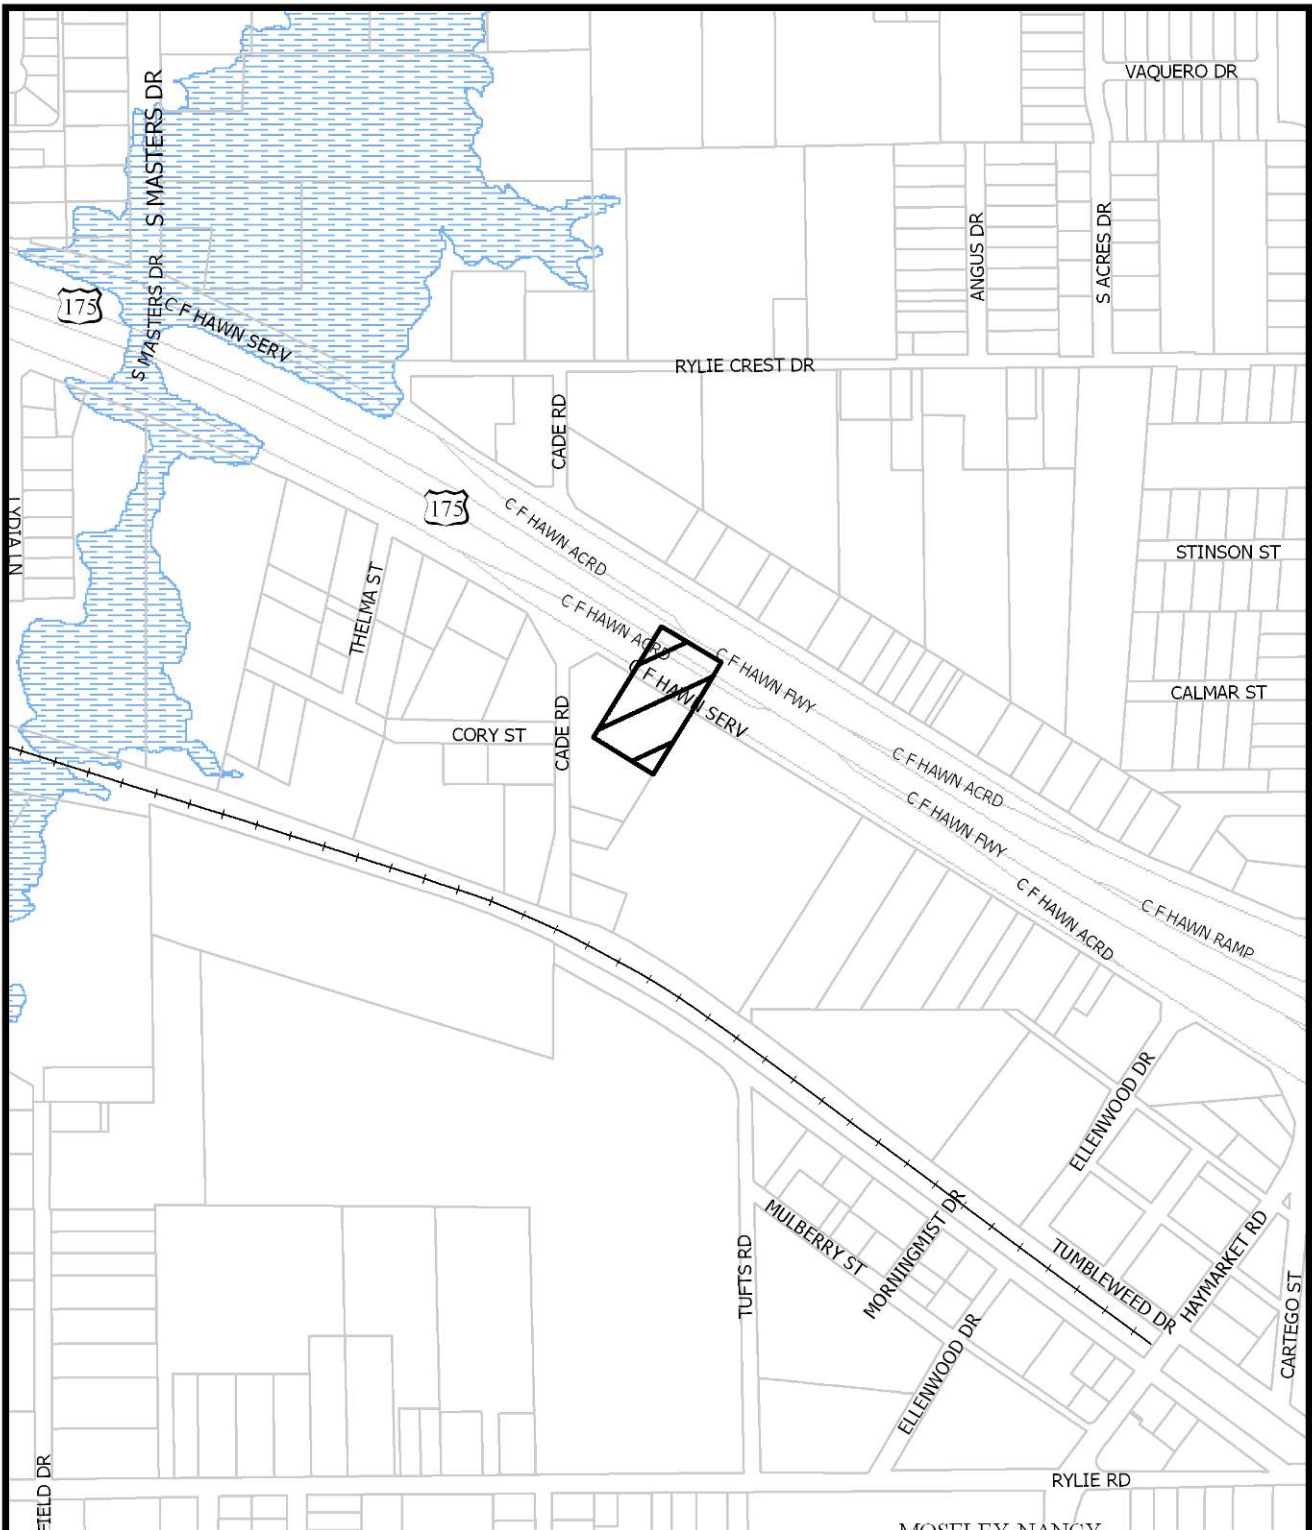 VAQUERO DR
S MASTERS DR
S MASTERS DR
ANGUS DR
S ACRES DR
175
C F HAWN SERV
RYLIE CREST DR
CADE RD
175
C F HAWN ACRD
LYDIA LN
STINSON ST
THELMA ST
C F HAWN ACRD
C F HAWN FWY
C F HAWN SERV
CALMAR ST
CORY ST
CADE RD
C F HAWN ACRD
C F HAWN FWY
C F HAWN ACRD
C F HAWN RAMP
ELLENWOOD DR
MULBERRY ST
MORNINGMIST DR
TUFTS RD
TUMBLEWEED DR
HAYMARKET RD
CARTEGO ST
ELLENWOOD DR
RYLIE RD
FIELD DR
MOSELEY NANCY